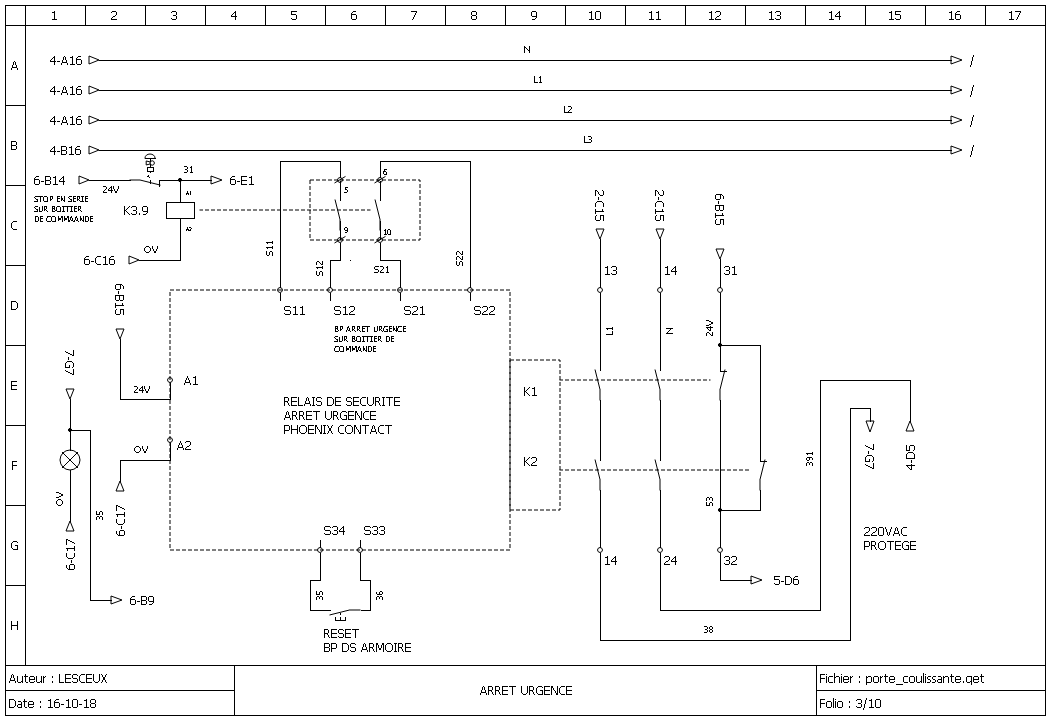 1 2 3 4 5 6 7 8 9 10 11 12 13 14 15 16 17
A
B
C
D
E
F
G
H
4-A16 N /
4-A16 L1 /
4-A16 L2 /
4-B16 L3 /
6-B14 24V 31 6-E1
STOP EN SERIE
SUR BOITIER
DE COMMAANDE
K3.9
A1
A2
6-C16 0V
5 6
9 10
S11
S12
S21
S22
S11 S12 S21 S22
BP ARRET URGENCE
SUR BOITIER DE
COMMANDE
2-C15
2-C15
6-B15
13 14 31
L1
N
24V
6-B15
7-G7
24V
A1
0V
A2
0V
35
6-C17
6-C17
6-B9
RELAIS DE SECURITE
ARRET URGENCE
PHOENIX CONTACT
K1
K2
53
391
7-G7
4-D5
220VAC
PROTEGE
S34 S33
35
36
RESET
BP DS ARMOIRE
14 24 32
5-D6
38
Auteur : LESCEUX
Date : 16-10-18
ARRET URGENCE
Fichier : porte_coulissante.qet
Folio : 3/10